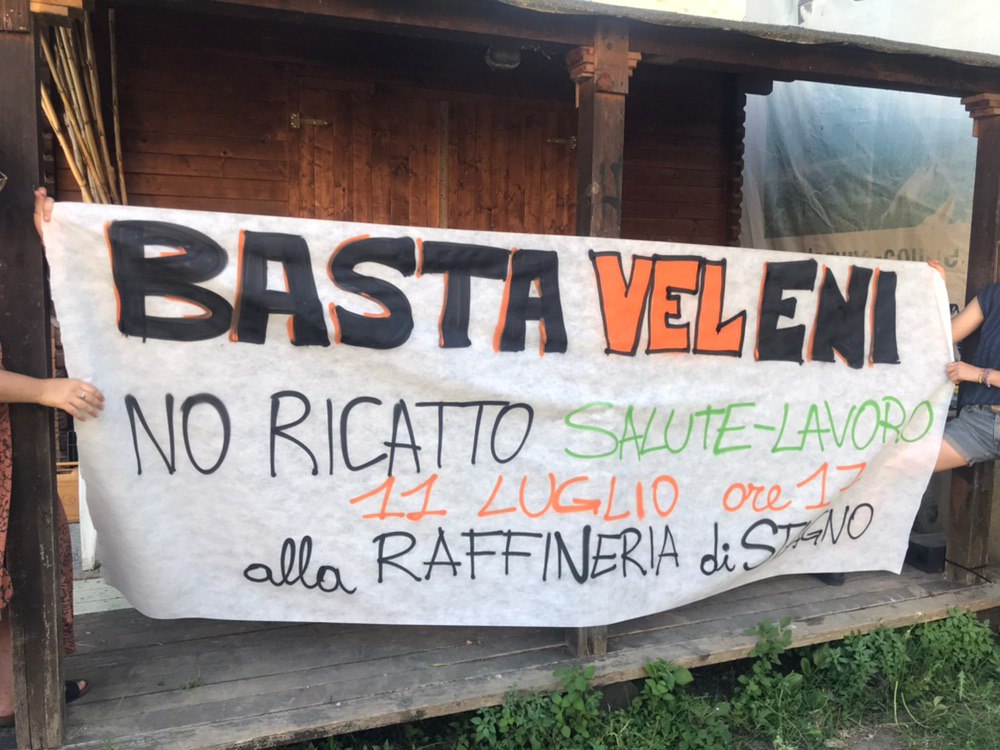 BASTA VELENI
NO RICATTO SALUTE-LAVORO
11 LUGLIO ore 17
alla RAFFINERIA di STAGNO